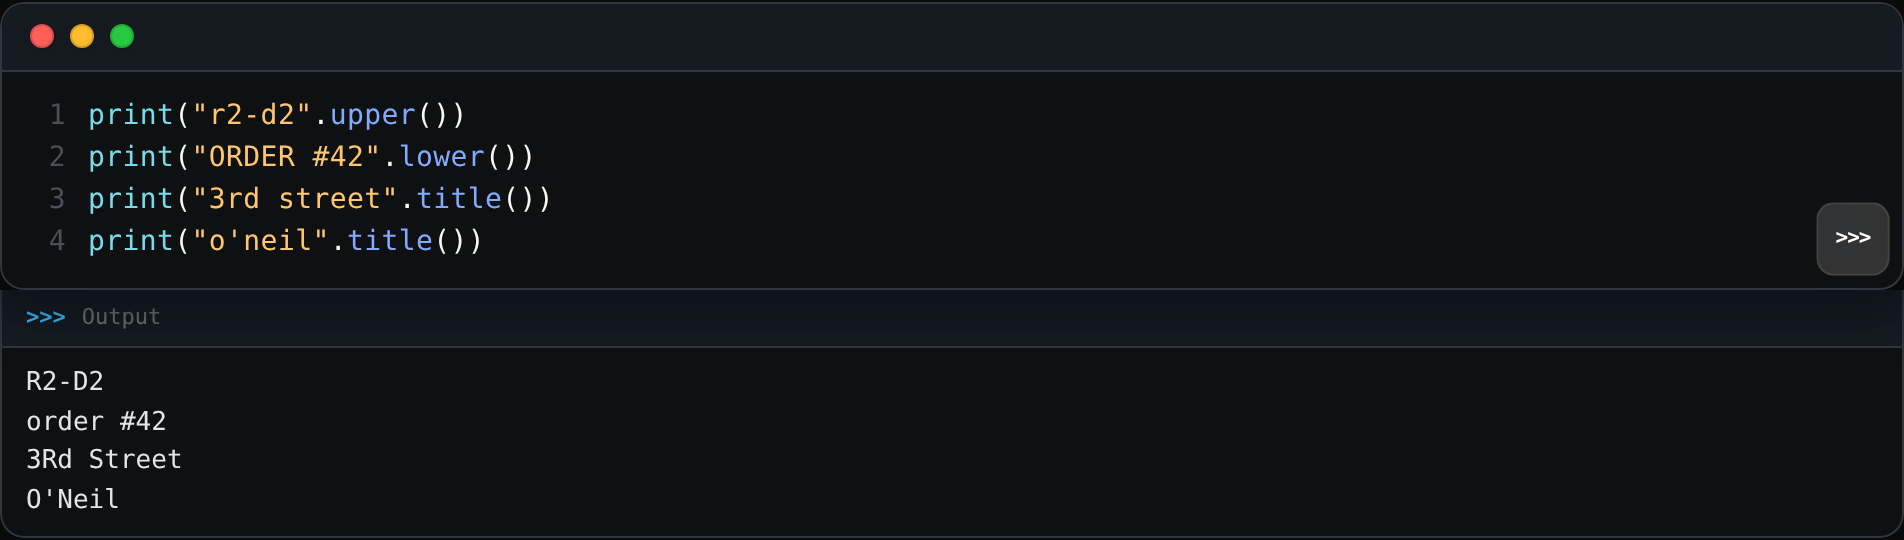 1 print("r2-d2".upper())
2 print("ORDER #42".lower())
3 print("3rd street".title())
4 print("o'neil".title())
>>>
>>> Output
R2-D2
order #42
3Rd Street
O'Neil